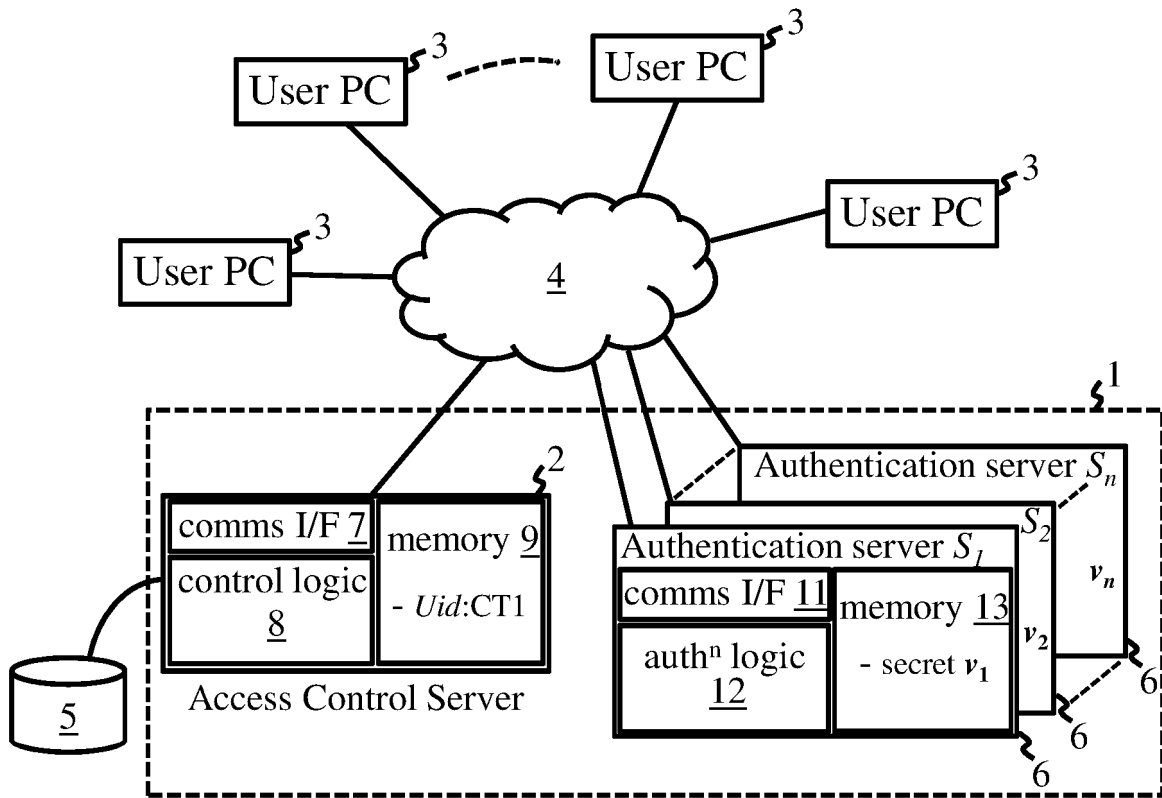 3
User PC
3
User PC
3
User PC
3
User PC
4
1
2
comms I/F 7
memory 9
control logic
8
- Uid:CT1
Access Control Server
5
Authentication server Sn
vn
6
S2
v2
6
Authentication server S1
comms I/F 11
memory 13
authⁿ logic
12
- secret v1
6